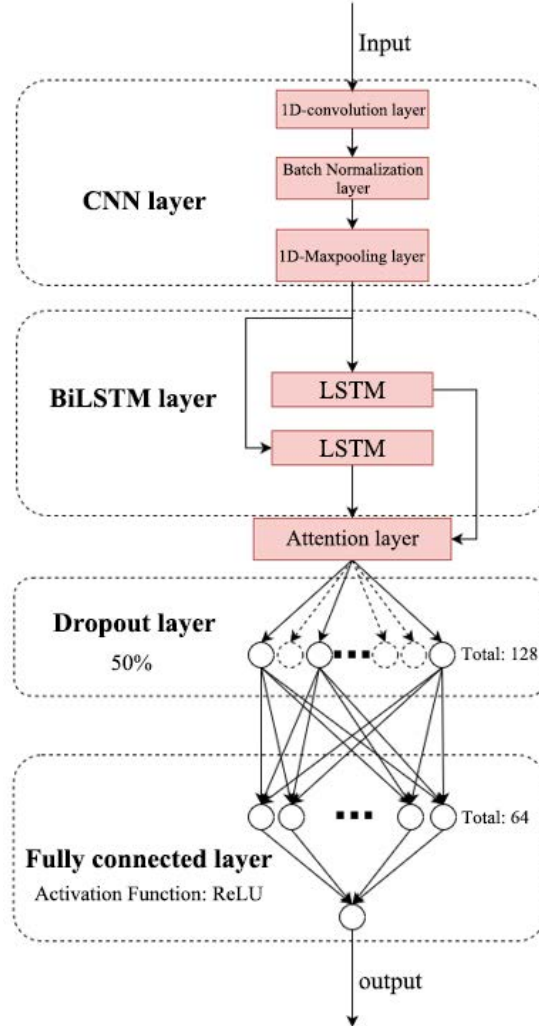 Input
1D-convolution layer
Batch Normalization
layer
CNN layer
1D-Maxpooling layer
BiLSTM layer
LSTM
LSTM
Attention layer
Dropout layer
50%
Total: 128
Total: 64
Fully connected layer
Activation Function: ReLU
output